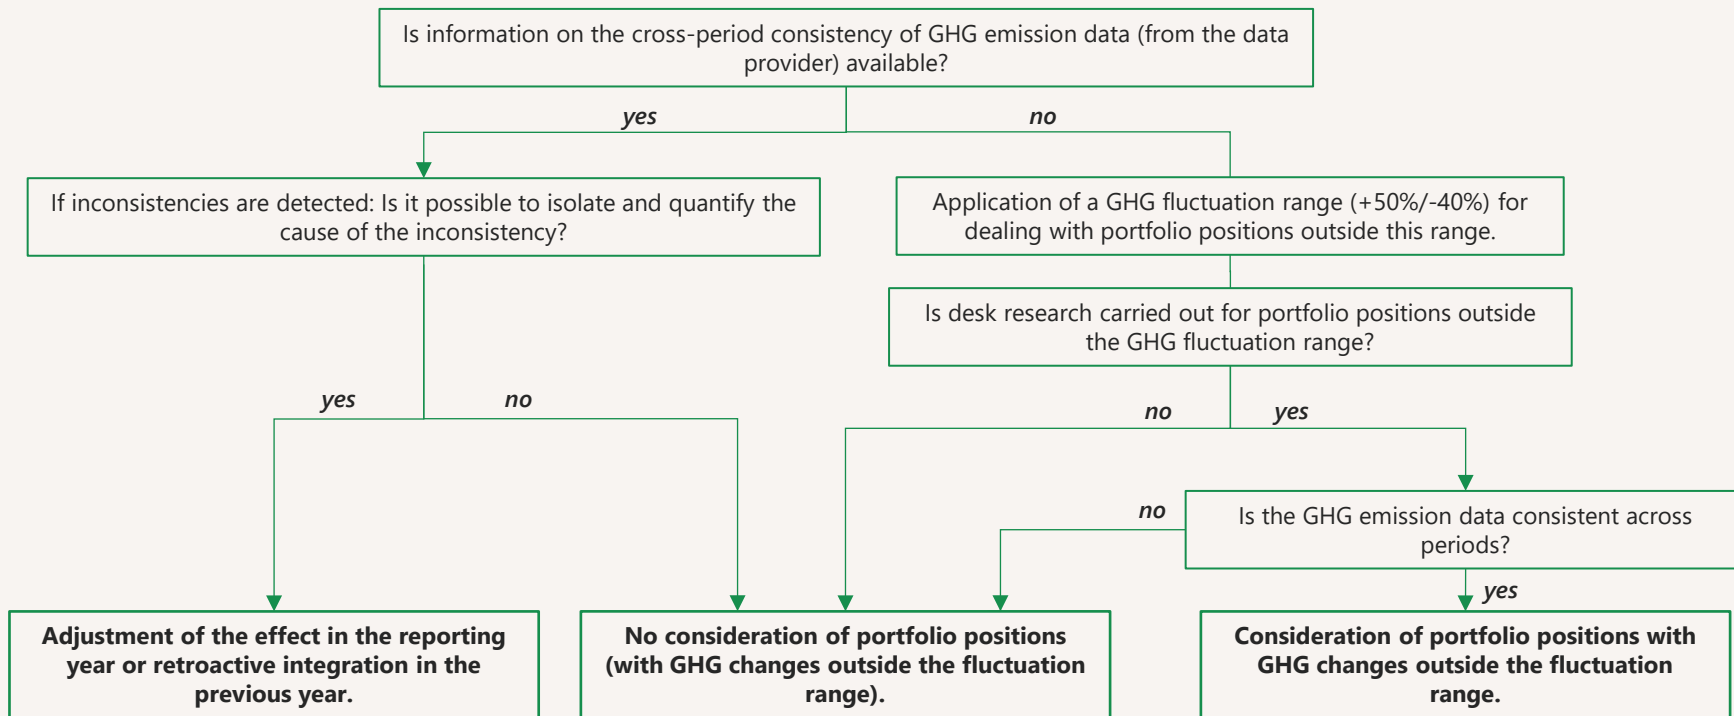 Is information on the cross-period consistency of GHG emission data (from the data
provider) available?
yes
no
If inconsistencies are detected: Is it possible to isolate and quantify the
cause of the inconsistency?
Application of a GHG fluctuation range (+50%/-40%) for
dealing with portfolio positions outside this range.
Is desk research carried out for portfolio positions outside
the GHG fluctuation range?
yes
no
no
yes
no
Is the GHG emission data consistent across
periods?
yes
Adjustment of the effect in the reporting
year or retroactive integration in the
previous year.
No consideration of portfolio positions
(with GHG changes outside the fluctuation
range).
Consideration of portfolio positions with
GHG changes outside the fluctuation
range.